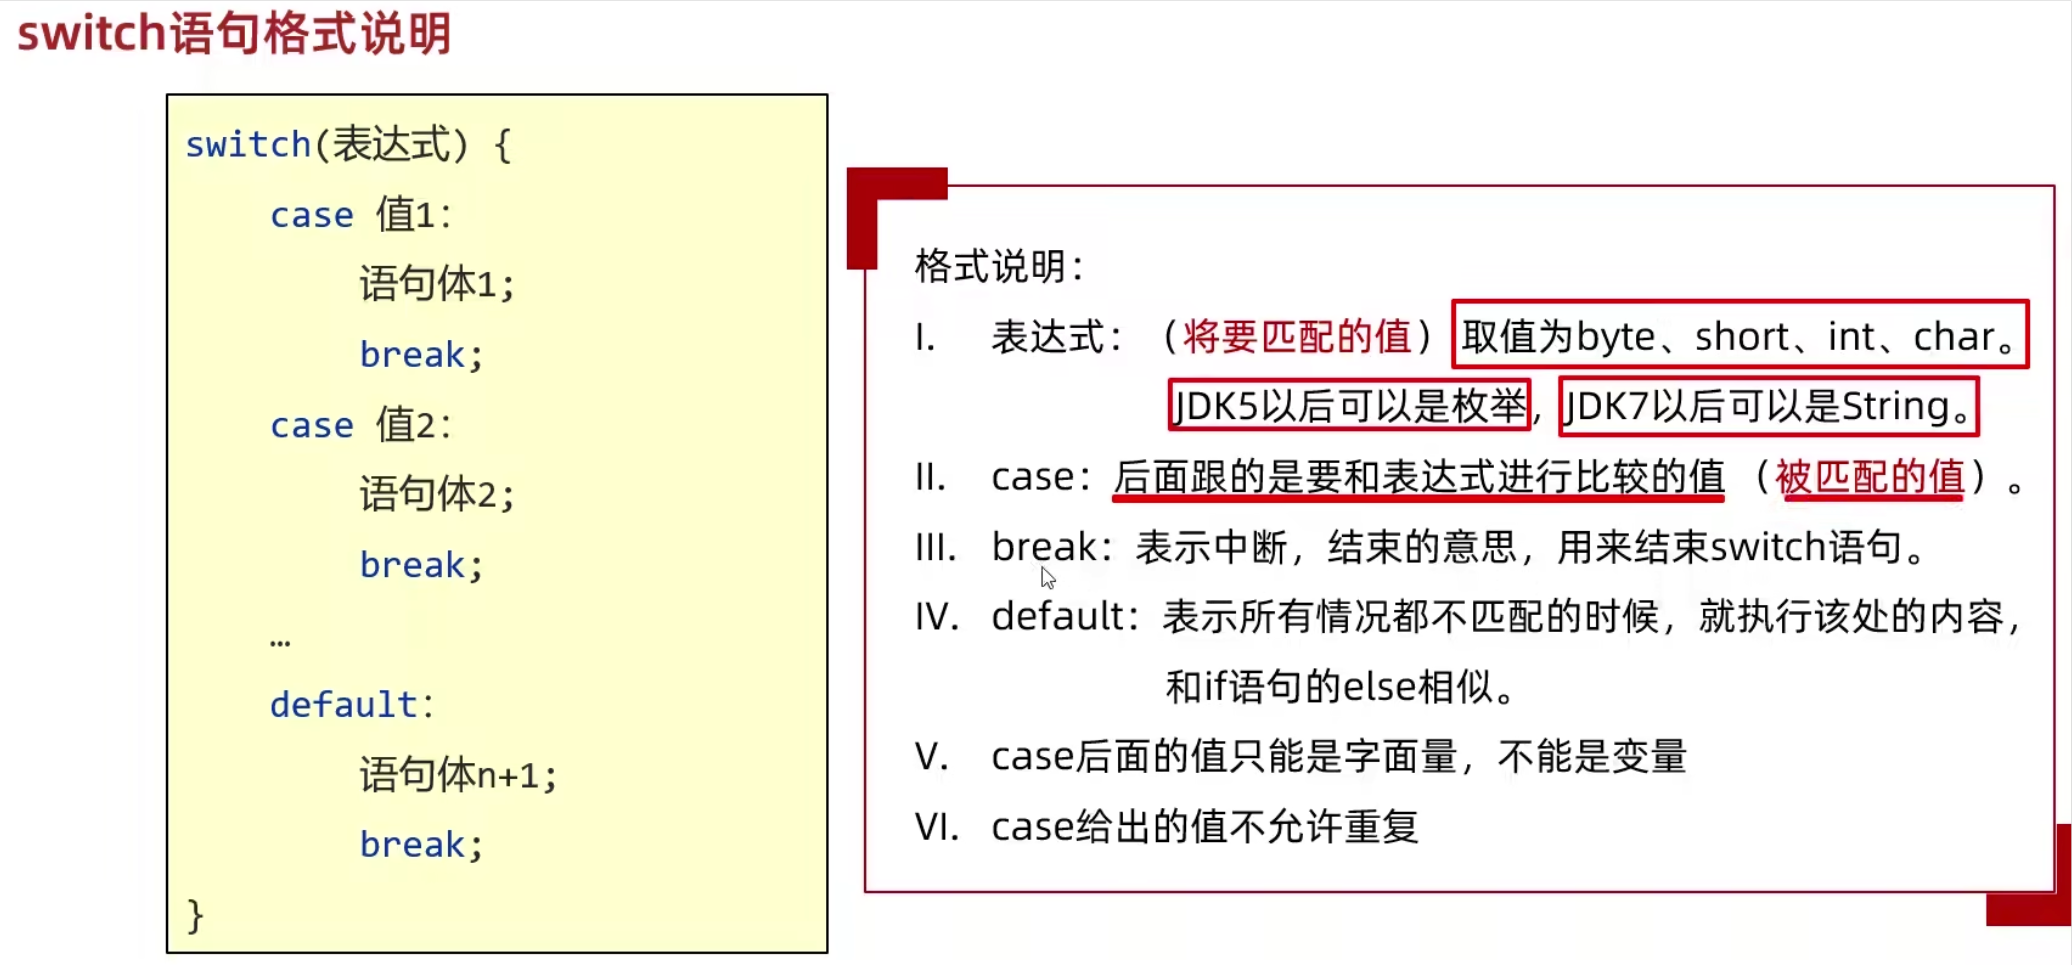 switch语句格式说明
switch(表达式) {
case 值1:
语句体1;
break;
case 值2:
语句体2;
break;
…
default:
语句体n+1;
break;
}
格式说明：
I. 表达式：（将要匹配的值）取值为byte、short、int、char。
JDK5以后可以是枚举，JDK7以后可以是String。
II. case：后面跟的是要和表达式进行比较的值（被匹配的值）。
III. break：表示中断，结束的意思，用来结束switch语句。
IV. default：表示所有情况都不匹配的时候，就执行该处的内容，
和if语句的else相似。
V. case后面的值只能是字面量，不能是变量
VI. case给出的值不允许重复